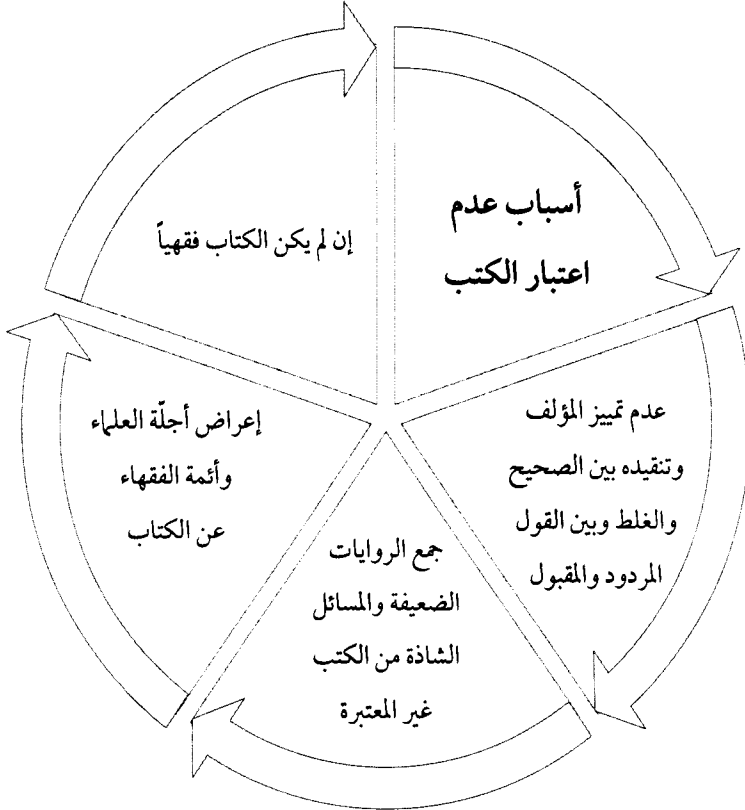 أسباب عدم
اعتبار الكتب
عدم تمييز المؤلف
وتنقيده بين الصحيح
والغلط وبين القول
المردود والمقبول
جمع الروايات
الضعيفة والمسائل
الشاذة من الكتب
غير المعتبرة
إعراض أجلّة العلماء
وأئمة الفقهاء
عن الكتاب
إن لم يكن الكتاب فقهياً